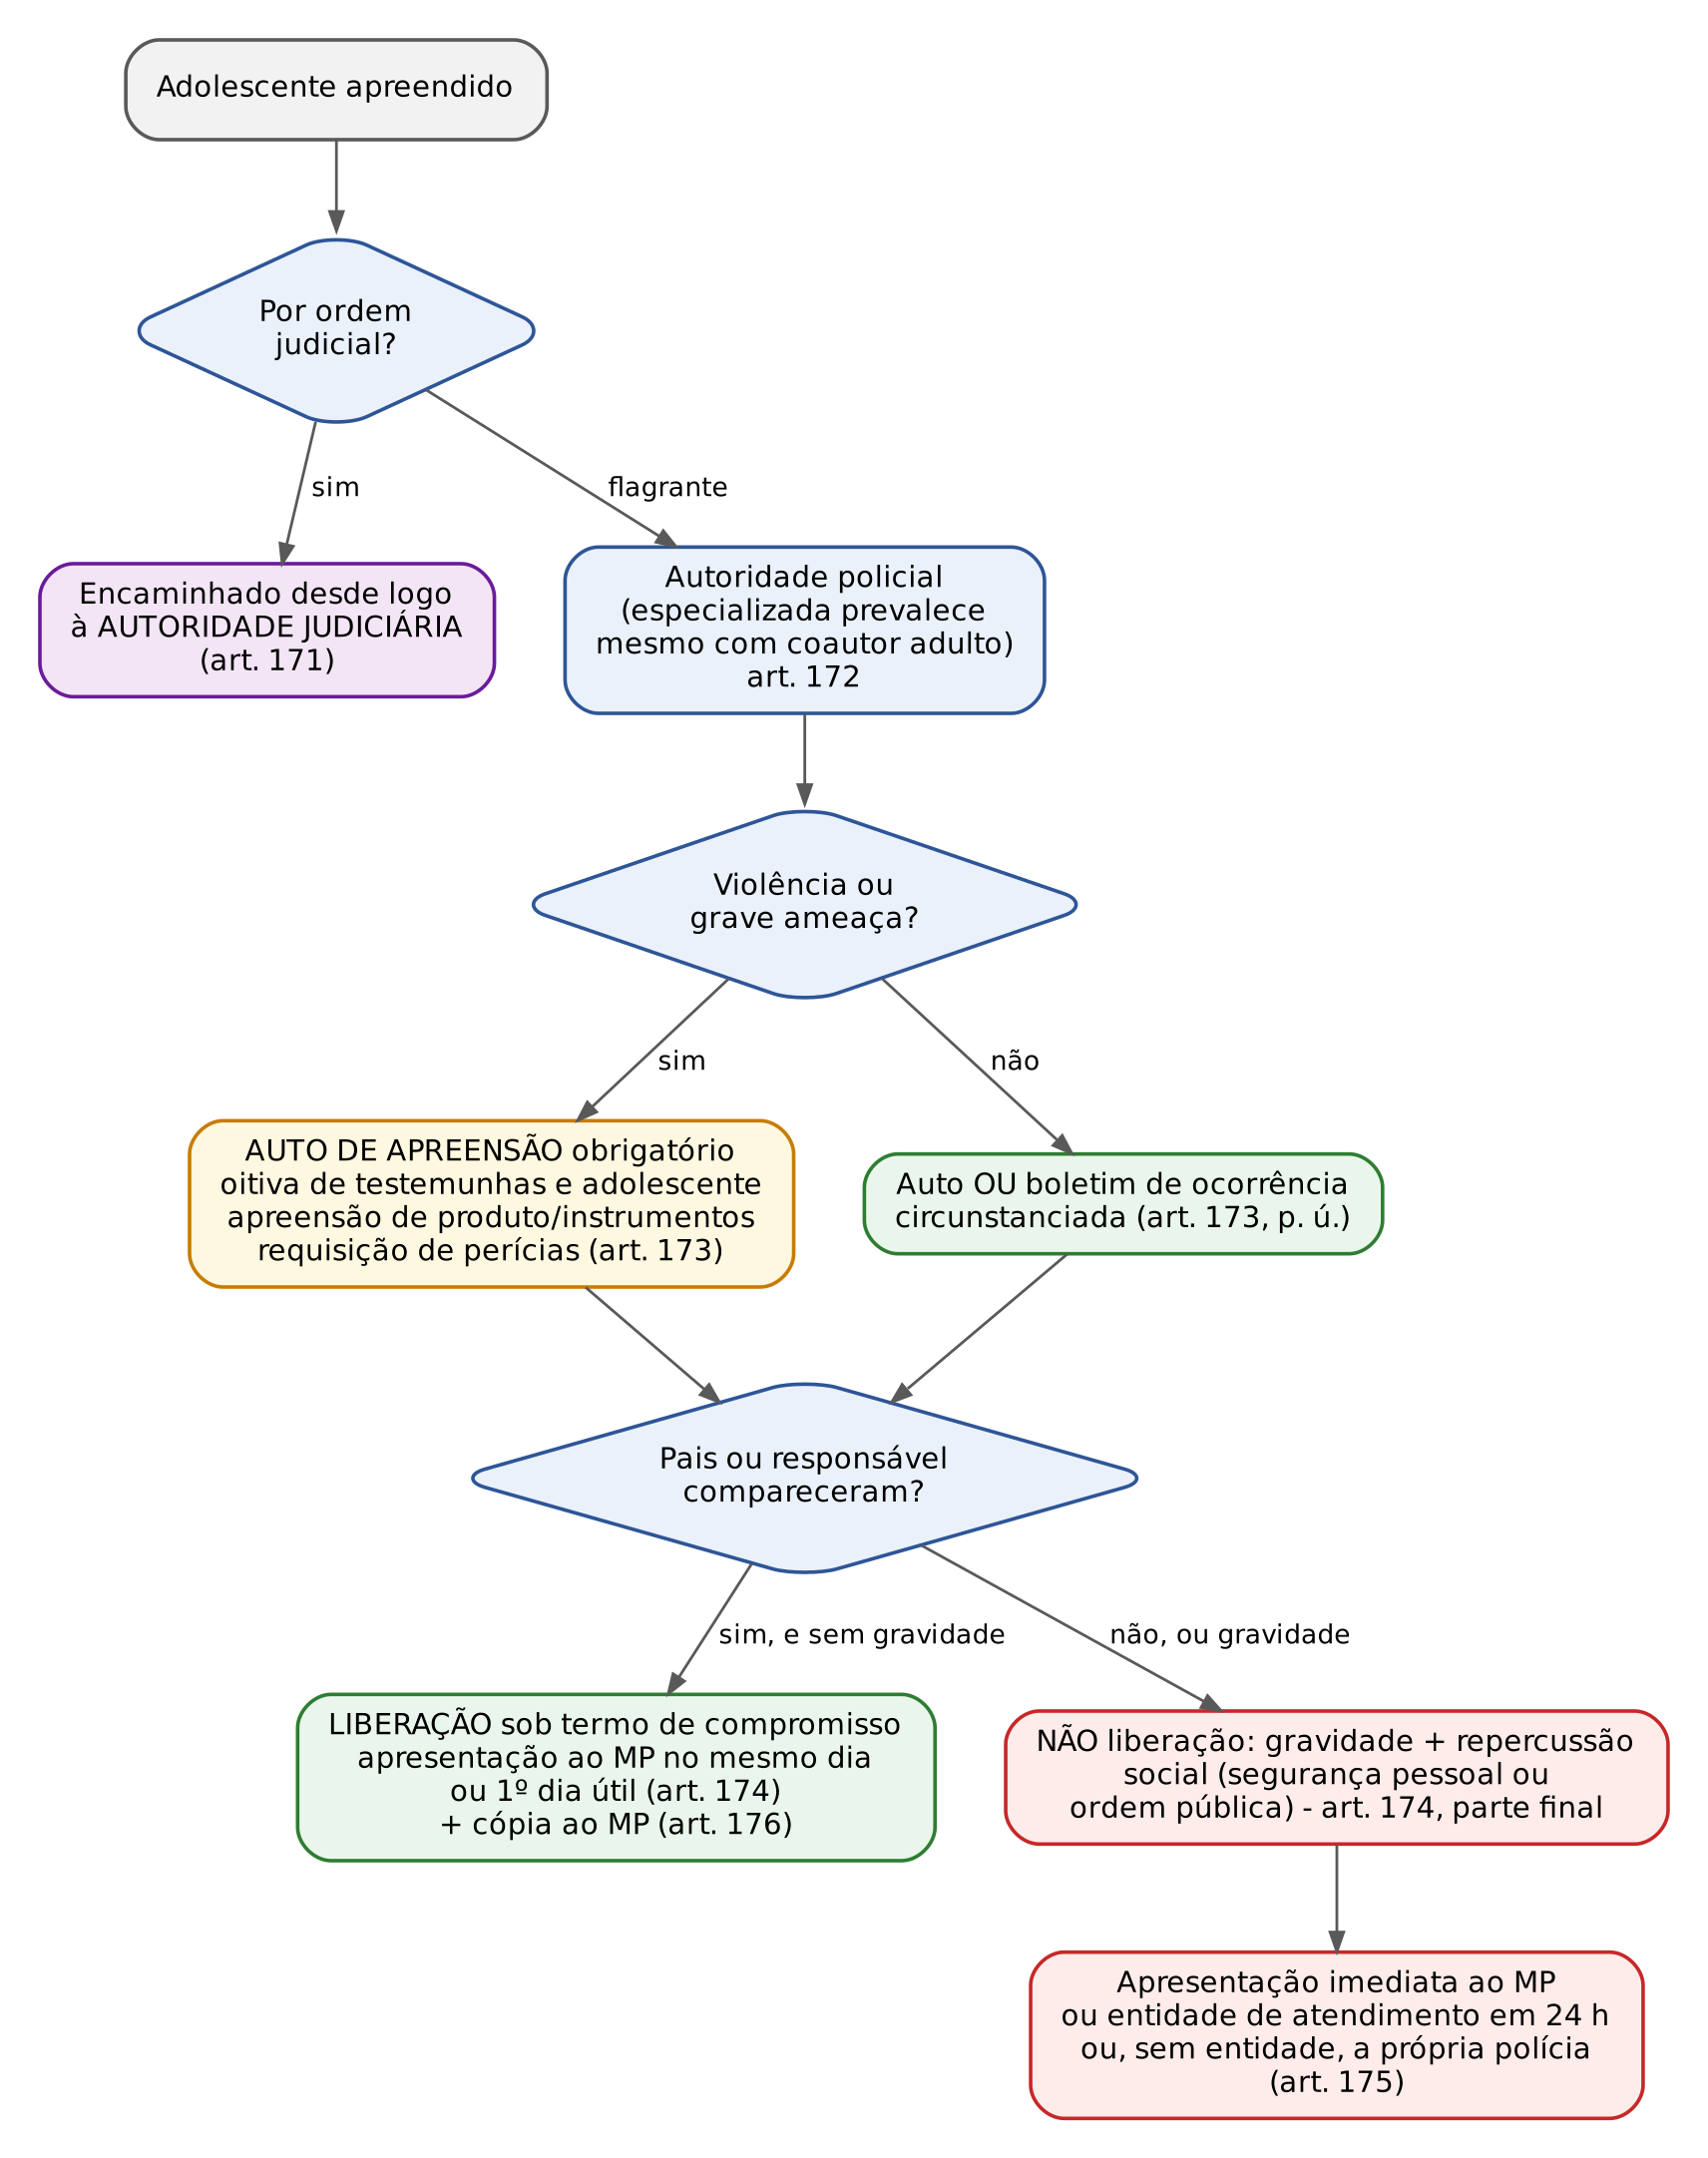 Adolescente apreendido
Por ordem
judicial?
sim
flagrante
Encaminhado desde logo
à AUTORIDADE JUDICIÁRIA
(art. 171)
Autoridade policial
(especializada prevalece
mesmo com coautor adulto)
art. 172
Violência ou
grave ameaça?
sim
não
AUTO DE APREENSÃO obrigatório
oitiva de testemunhas e adolescente
apreensão de produto/instrumentos
requisição de perícias (art. 173)
Auto OU boletim de ocorrência
circunstanciada (art. 173, p. ú.)
Pais ou responsável
compareceram?
sim, e sem gravidade
não, ou gravidade
LIBERAÇÃO sob termo de compromisso
apresentação ao MP no mesmo dia
ou 1º dia útil (art. 174)
+ cópia ao MP (art. 176)
NÃO liberação: gravidade + repercussão
social (segurança pessoal ou
ordem pública) - art. 174, parte final
Apresentação imediata ao MP
ou entidade de atendimento em 24 h
ou, sem entidade, a própria polícia
(art. 175)